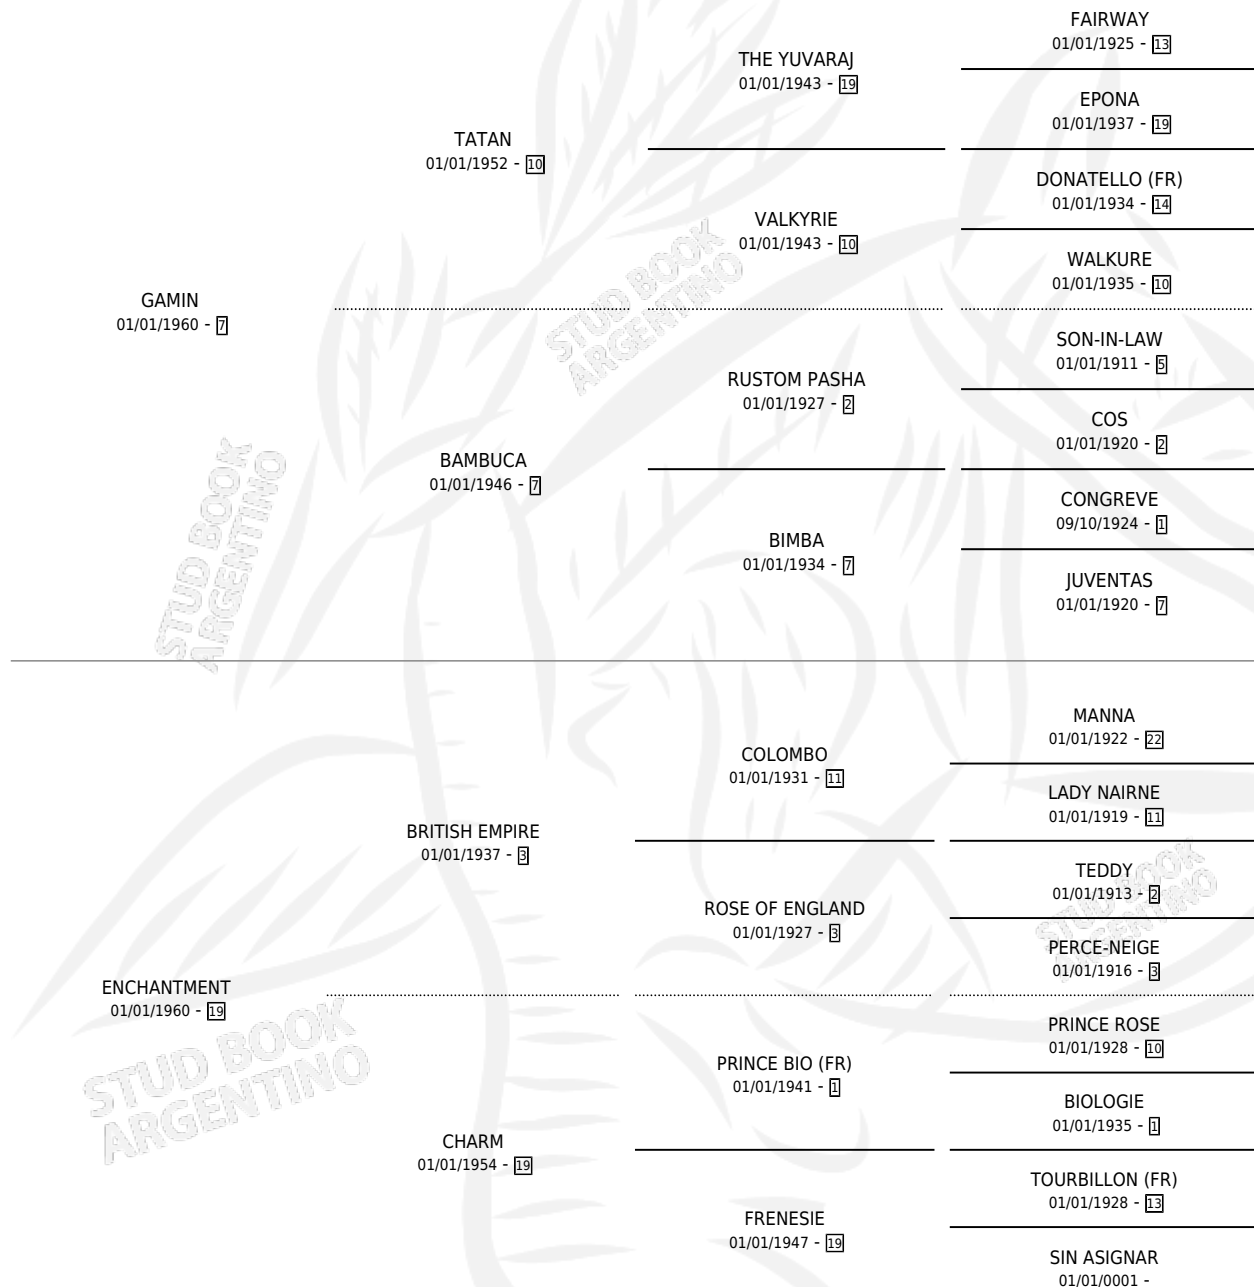 GAMIN
01/01/1960 - 7
TATAN
01/01/1952 - 10
THE YUVARAJ
01/01/1943 - 19
FAIRWAY
01/01/1925 - 13
EPONA
01/01/1937 - 19
VALKYRIE
01/01/1943 - 10
DONATELLO (FR)
01/01/1934 - 14
WALKURE
01/01/1935 - 10
BAMBUCA
01/01/1946 - 7
RUSTOM PASHA
01/01/1927 - 2
SON-IN-LAW
01/01/1911 - 5
COS
01/01/1920 - 2
BIMBA
01/01/1934 - 7
CONGREVE
09/10/1924 - 1
JUVENTAS
01/01/1920 - 7
ENCHANTMENT
01/01/1960 - 19
BRITISH EMPIRE
01/01/1937 - 3
COLOMBO
01/01/1931 - 11
MANNA
01/01/1922 - 22
LADY NAIRNE
01/01/1919 - 11
ROSE OF ENGLAND
01/01/1927 - 3
TEDDY
01/01/1913 - 2
PERCE-NEIGE
01/01/1916 - 3
CHARM
01/01/1954 - 19
PRINCE BIO (FR)
01/01/1941 - 1
PRINCE ROSE
01/01/1928 - 10
BIOLOGIE
01/01/1935 - 1
FRENESIE
01/01/1947 - 19
TOURBILLON (FR)
01/01/1928 - 13
SIN ASIGNAR
01/01/0001 -
STUD BOOK
ARGENTINO
STUD BOOK
ARGENTINO
STUD BOOK
ARGENTINO
STUD BOOK
ARGENTINO